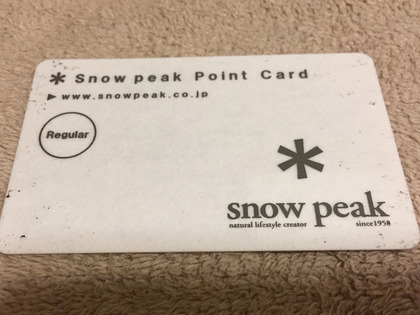 * Snow peak Point Card
▶ www.snowpeak.co.jp
Regular
*
snow peak
natural lifestyle creator since1958